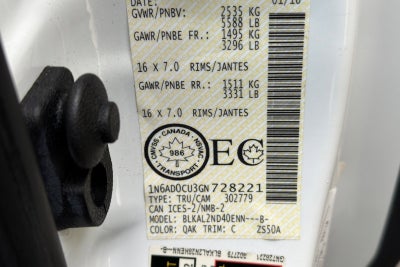 DATE: 01/16
GVWR/PNBV: 2535 KG
5588 LB
GAWR/PNBE FR.: 1495 KG
3296 LB
16 X 7.0 RIMS/JANTES
GAWR/PNBE RR.: 1511 KG
3331 LB
16 X 7.0 RIMS/JANTES
CANADA
TRANSPORT
986
EC
1N6AD0CU3GN728221
TYPE: TRU/CAM 302779
CAN ICES-2/NMB-2
MODEL: BLKAL2ND40ENN---B-
COLOR: QAK TRIM: C ZS50A